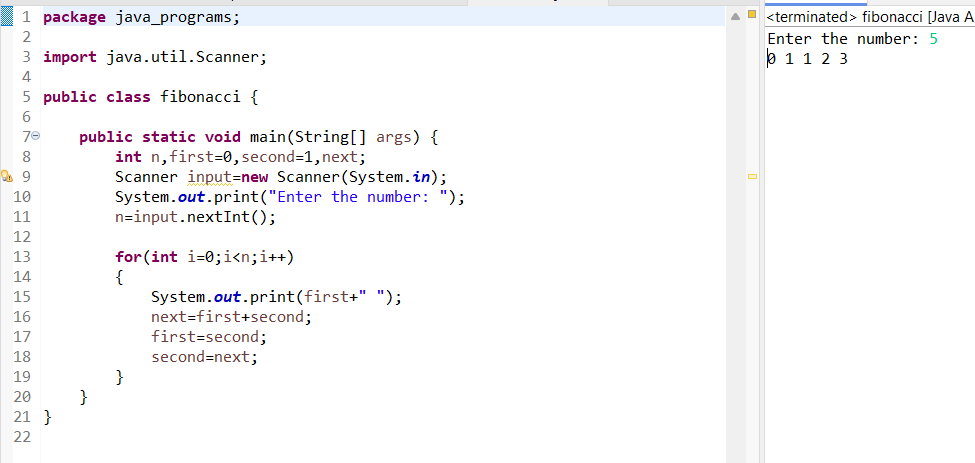 1 package java_programs;
2
3 import java.util.Scanner;
4
5 public class fibonacci {
6
7     public static void main(String[] args) {
8         int n,first=0,second=1,next;
9         Scanner input=new Scanner(System.in);
10         System.out.print("Enter the number: ");
11         n=input.nextInt();
12
13         for(int i=0;i<n;i++)
14         {
15             System.out.print(first+" ");
16             next=first+second;
17             first=second;
18             second=next;
19         }
20     }
21 }
22
<terminated> fibonacci [Java A
Enter the number: 5
0 1 1 2 3